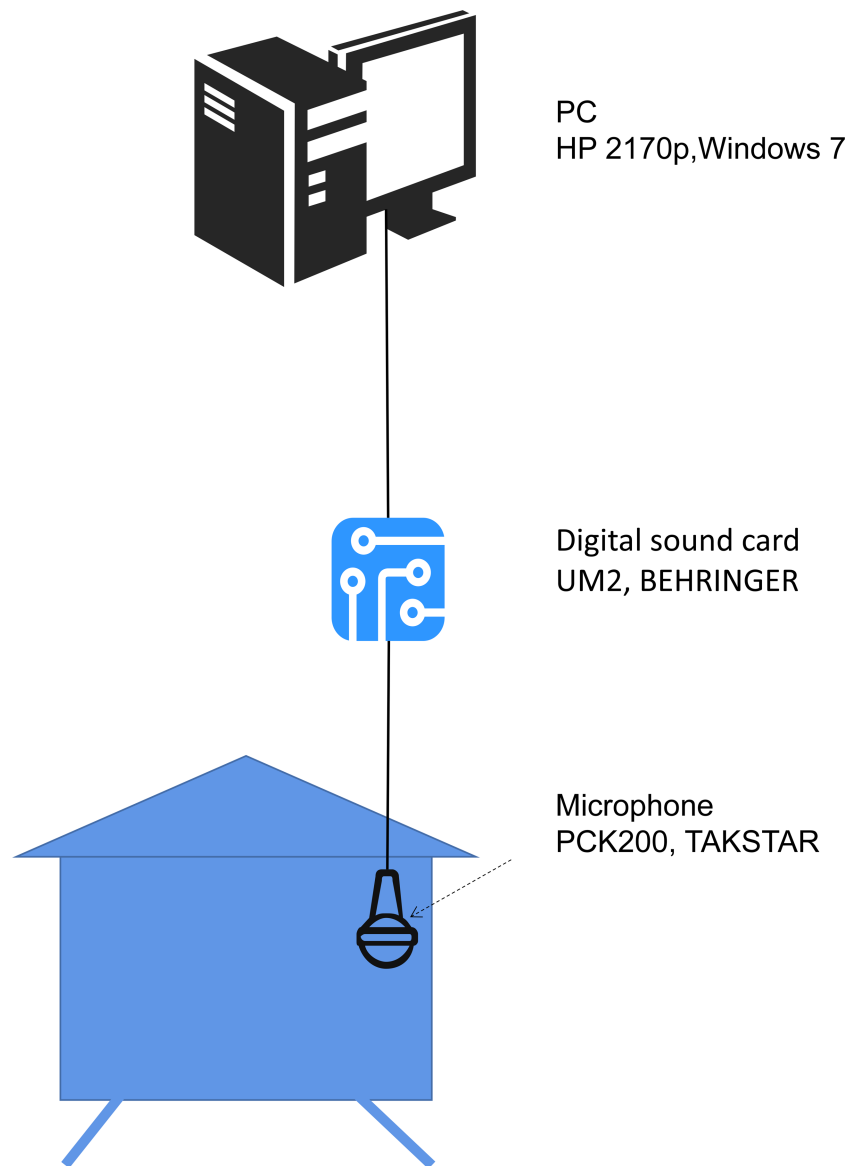 PC
HP 2170p,Windows 7
Digital sound card
UM2, BEHRINGER
Microphone
PCK200, TAKSTAR